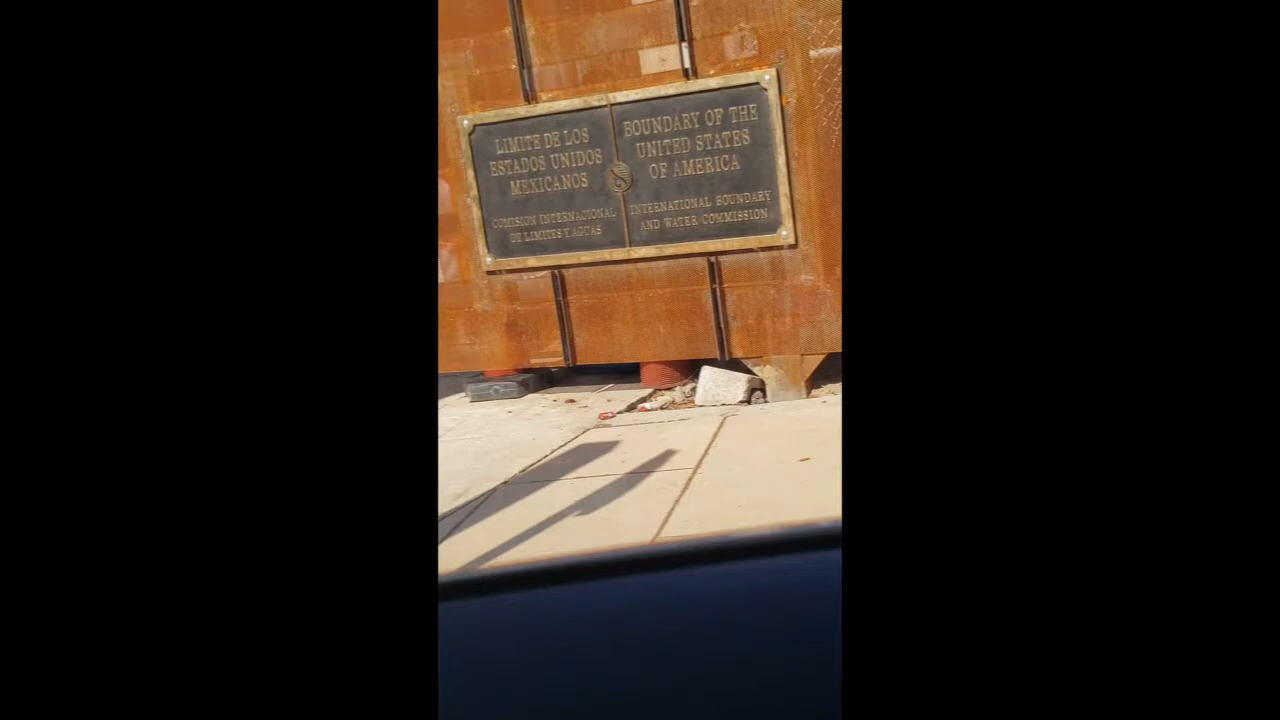 LIMITE DE LOS
ESTADOS UNIDOS
MEXICANOS
COMISION INTERNACIONAL
DE LIMITES Y AGUAS
BOUNDARY OF THE
UNITED STATES
OF AMERICA
INTERNATIONAL BOUNDARY
AND WATER COMMISSION